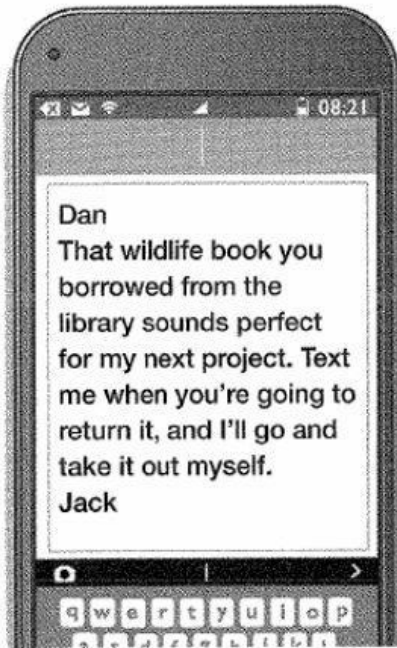 08:21
Dan
That wildlife book you
borrowed from the
library sounds perfect
for my next project. Text
me when you're going to
return it, and I'll go and
take it out myself.
Jack
q w e r t y u i o p